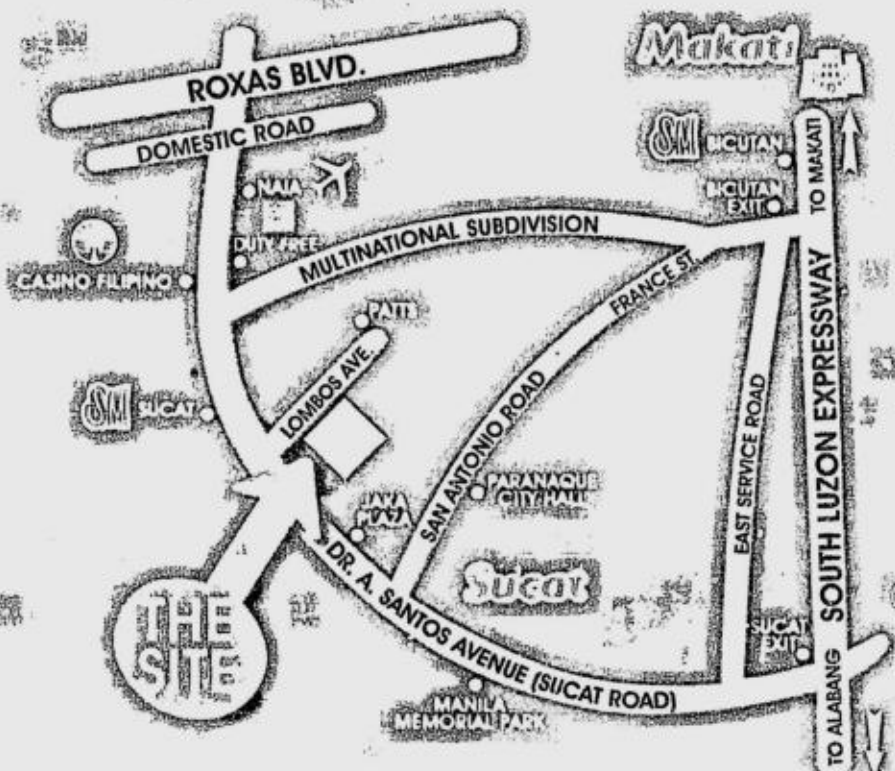 ROXAS BLVD.
DOMESTIC ROAD
Makati
SM BICUTAN
BICUTAN
EXIT
TO MAKATI
NAIA
DUTY FREE
CASINO FILIPINO
MULTINATIONAL SUBDIVISION
FRANCE ST.
PATTS
LOMBOS AVE.
SM SUCAT
SAN ANTONIO ROAD
PARANAQUE
CITY HALL
EAST SERVICE ROAD
SOUTH LUZON EXPRESSWAY
JAKA
PLAZA
Sucat
THE
SITE
DR. A. SANTOS AVENUE (SUCAT ROAD)
SUCAT
EXIT
MANILA
MEMORIAL PARK
TO ALABANG